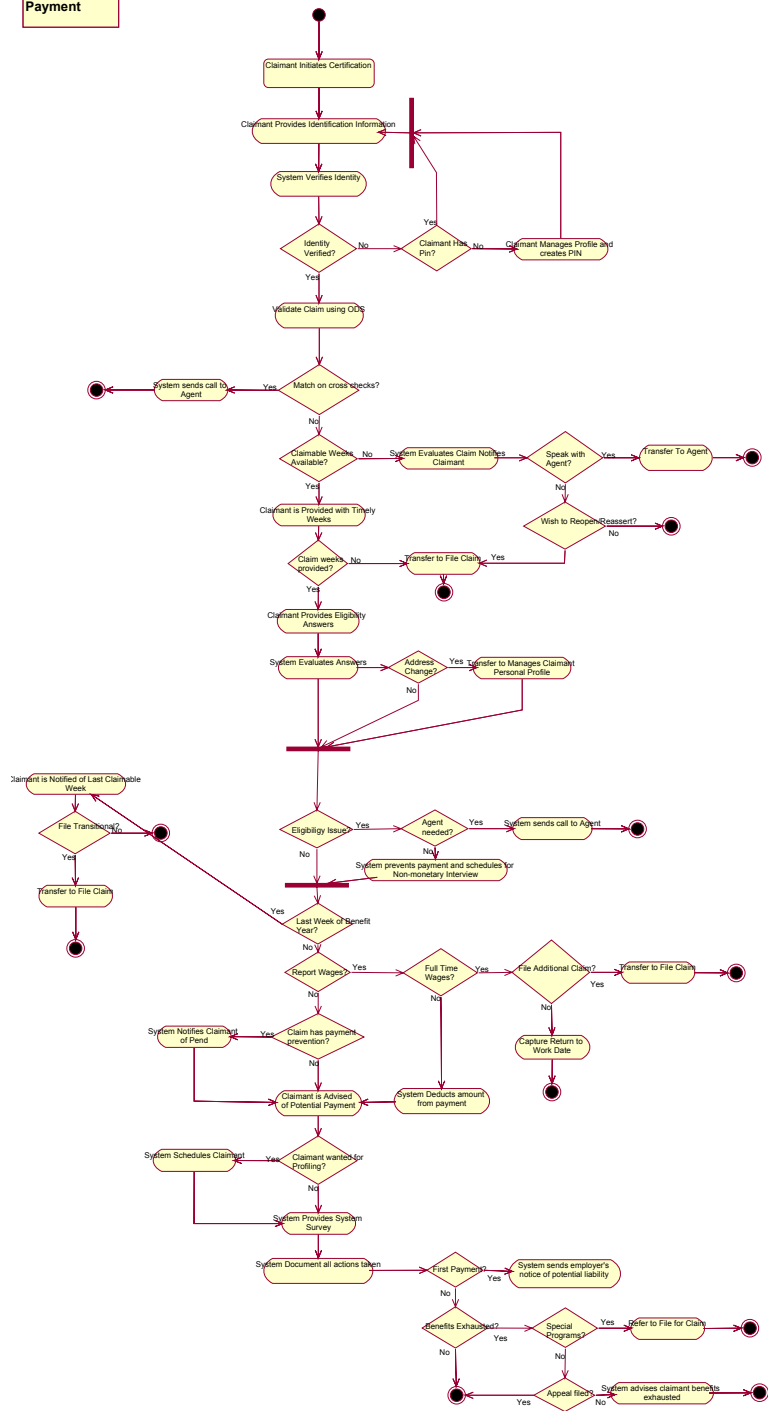 Payment
Claimant Initiates Certification
Claimant Provides Identification Information
System Verifies Identity
Identity
Verified?
No
Claimant Has
Pin?
Yes
No
Claimant Manages Profile and
creates PIN
Yes
Validate Claim using ODS
Match on cross checks?
Yes
System sends call to
Agent
No
Claimable Weeks
Available?
No
System Evaluates Claim Notifies
Claimant
Speak with
Agent?
Yes
Transfer To Agent
Yes
No
Claimant is Provided with Timely
Weeks
Wish to Reopen/Reassert?
No
Claim weeks
provided?
No
Transfer to File Claim
Yes
Yes
Claimant Provides Eligibility
Answers
System Evaluates Answers
Address
Change?
Yes
Transfer to Manages Claimant
Personal Profile
No
Claimant is Notified of Last Claimable
Week
File Transitional?
No
Yes
Transfer to File Claim
Eligibiligy Issue
Yes
Agent
needed?
Yes
System sends call to Agent
No
No
System prevents payment and schedules for
Non-monetary Interview
Yes
Last Week of Benefit
Year?
No
Report Wages?
Yes
Full Time
Wages?
Yes
File Additional Claim?
Yes
Transfer to File Claim
No
No
No
Capture Return to
Work Date
System Notifies Claimant
of Pend
Yes
Claim has payment
prevention?
No
Claimant is Advised
of Potential Payment
System Deducts amount
from payment
System Schedules Claimant
Yes
Claimant wanted for
Profiling?
No
System Provides System
Survey
System Document all actions taken
First Payment?
Yes
System sends employer's
notice of potential liability
No
Benefits Exhausted?
Yes
Special
Programs?
Yes
Refer to File for Claim
No
No
Appeal filed?
Yes
No
System advises claimant benefits
exhausted